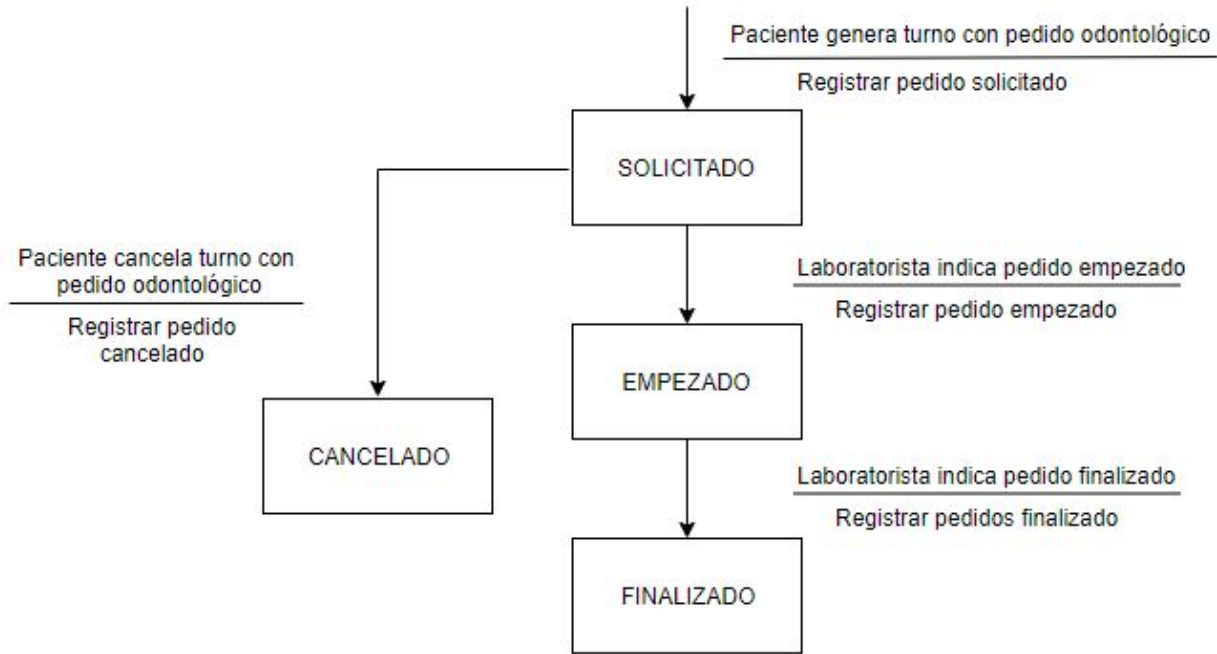 Paciente genera turno con pedido odontológico
Registrar pedido solicitado
SOLICITADO
Paciente cancela turno con
pedido odontológico
Registrar pedido
cancelado
Laboratorista indica pedido empezado
Registrar pedido empezado
EMPEZADO
CANCELADO
Laboratorista indica pedido finalizado
Registrar pedidos finalizado
FINALIZADO